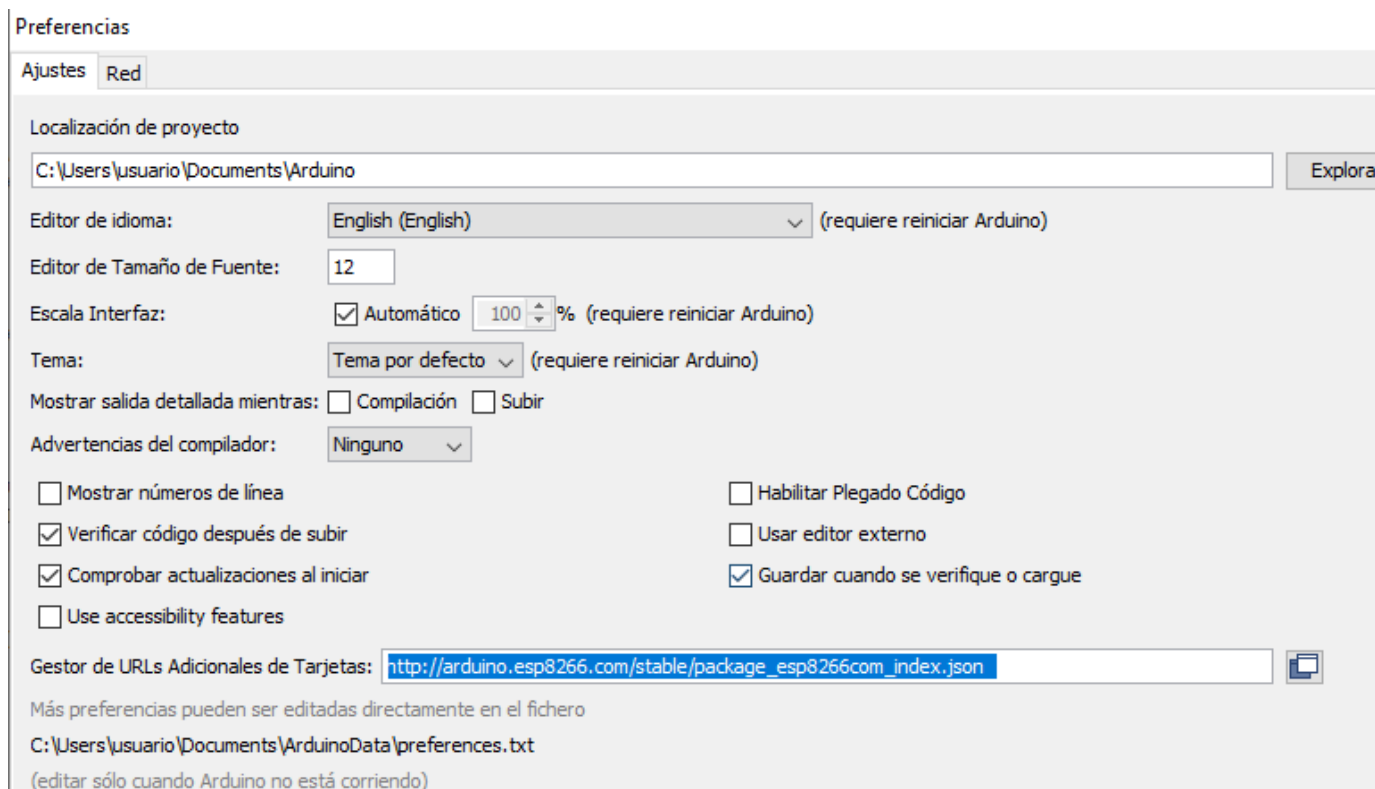 Preferencias
Ajustes Red
Localización de proyecto
C:\Users\usuario\Documents\Arduino Explora
Editor de idioma: English (English) (requiere reiniciar Arduino)
Editor de Tamaño de Fuente: 12
Escala Interfaz: Automático 100 % (requiere reiniciar Arduino)
Tema: Tema por defecto (requiere reiniciar Arduino)
Mostrar salida detallada mientras: Compilación Subir
Advertencias del compilador: Ninguno
Mostrar números de línea Habilitar Plegado Código
Verificar código después de subir Usar editor externo
Comprobar actualizaciones al iniciar Guardar cuando se verifique o cargue
Use accessibility features
Gestor de URLs Adicionales de Tarjetas: http://arduino.esp8266.com/stable/package_esp8266com_index.json
Más preferencias pueden ser editadas directamente en el fichero
C:\Users\usuario\Documents\ArduinoData\preferences.txt
(editar sólo cuando Arduino no está corriendo)